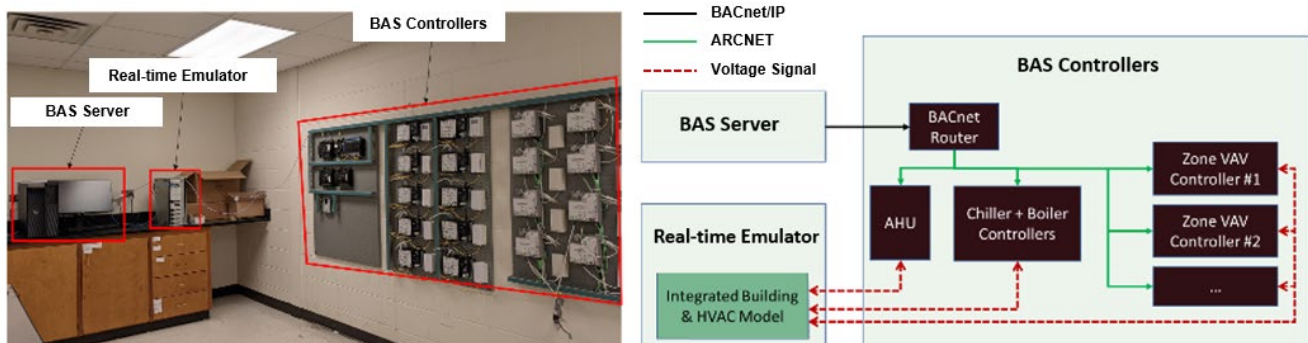 BAS Controllers
Real-time Emulator
BAS Server
BACnet/IP
ARCNET
Voltage Signal
BAS Server
BAS Controllers
BACnet
Router
AHU
Chiller + Boiler
Controllers
Zone VAV
Controller #1
Zone VAV
Controller #2
...
Real-time Emulator
Integrated Building
& HVAC Model